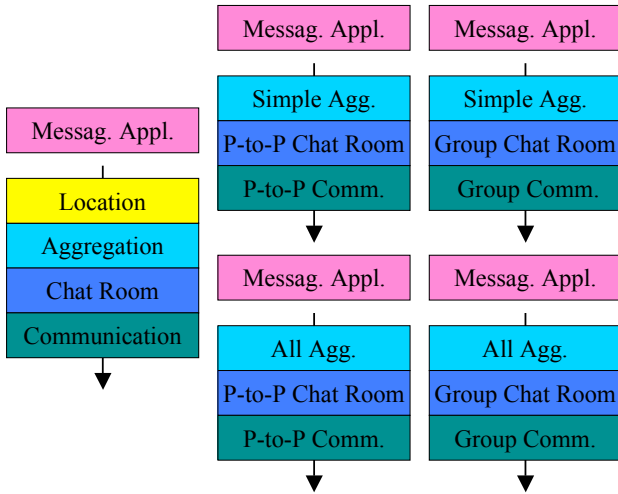 Messag. Appl.
Location
Aggregation
Chat Room
Communication
Messag. Appl.
Simple Agg.
P-to-P Chat Room
P-to-P Comm.
Messag. Appl.
Simple Agg.
Group Chat Room
Group Comm.
Messag. Appl.
All Agg.
P-to-P Chat Room
P-to-P Comm.
Messag. Appl.
All Agg.
Group Chat Room
Group Comm.